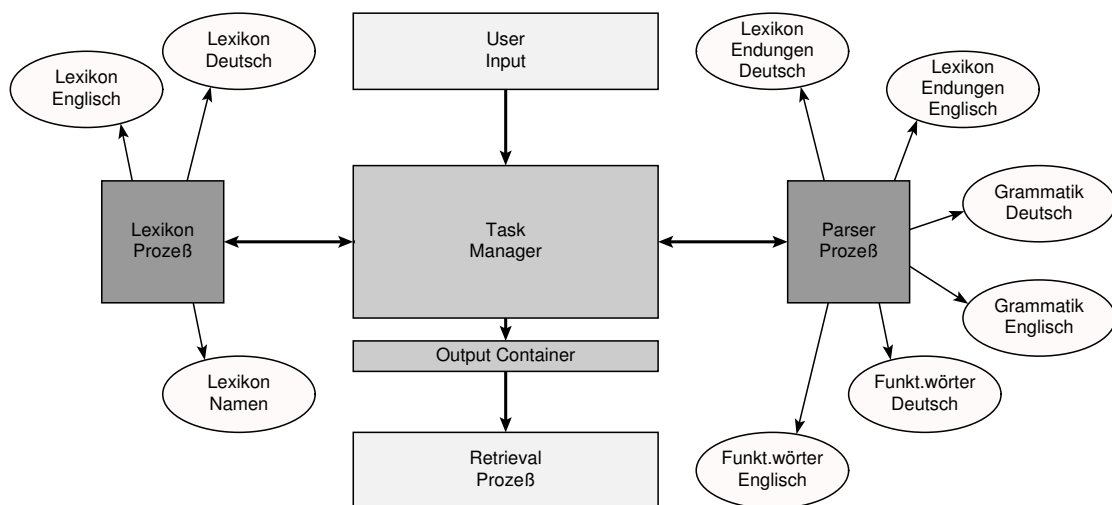 Lexikon
Deutsch
Lexikon
Englisch
User
Input
Lexikon
Endungen
Deutsch
Lexikon
Endungen
Englisch
Lexikon
Prozeß
Task
Manager
Parser
Prozeß
Grammatik
Deutsch
Grammatik
Englisch
Output Container
Lexikon
Namen
Funkt.wörter
Deutsch
Retrieval
Prozeß
Funkt.wörter
Englisch